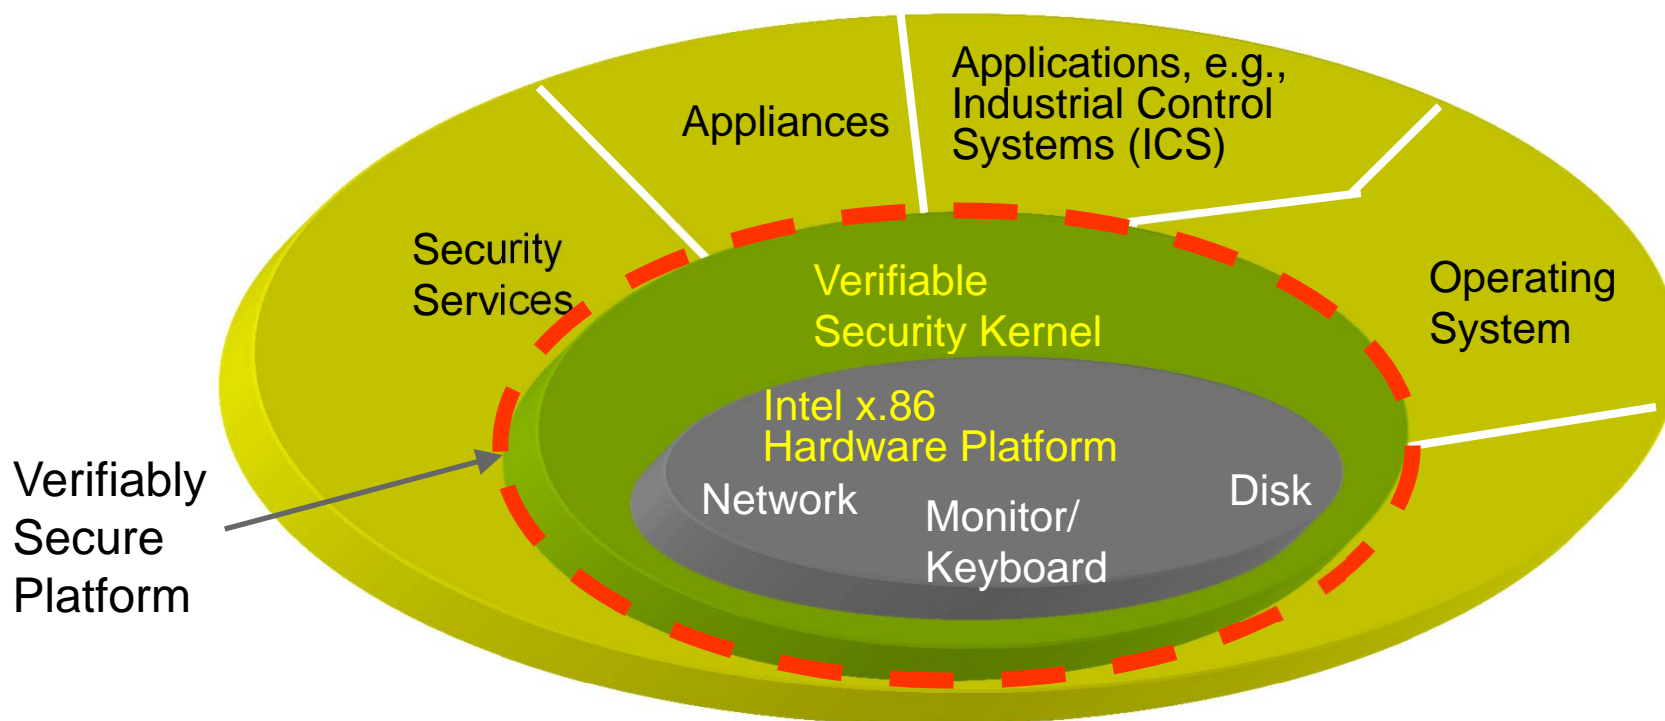 Applications, e.g.,
Industrial Control
Systems (ICS)
Appliances
Security
Services
Operating
System
Verifiable
Security Kernel
Intel x.86
Hardware Platform
Network
Monitor/
Keyboard
Disk
Verifiably
Secure
Platform